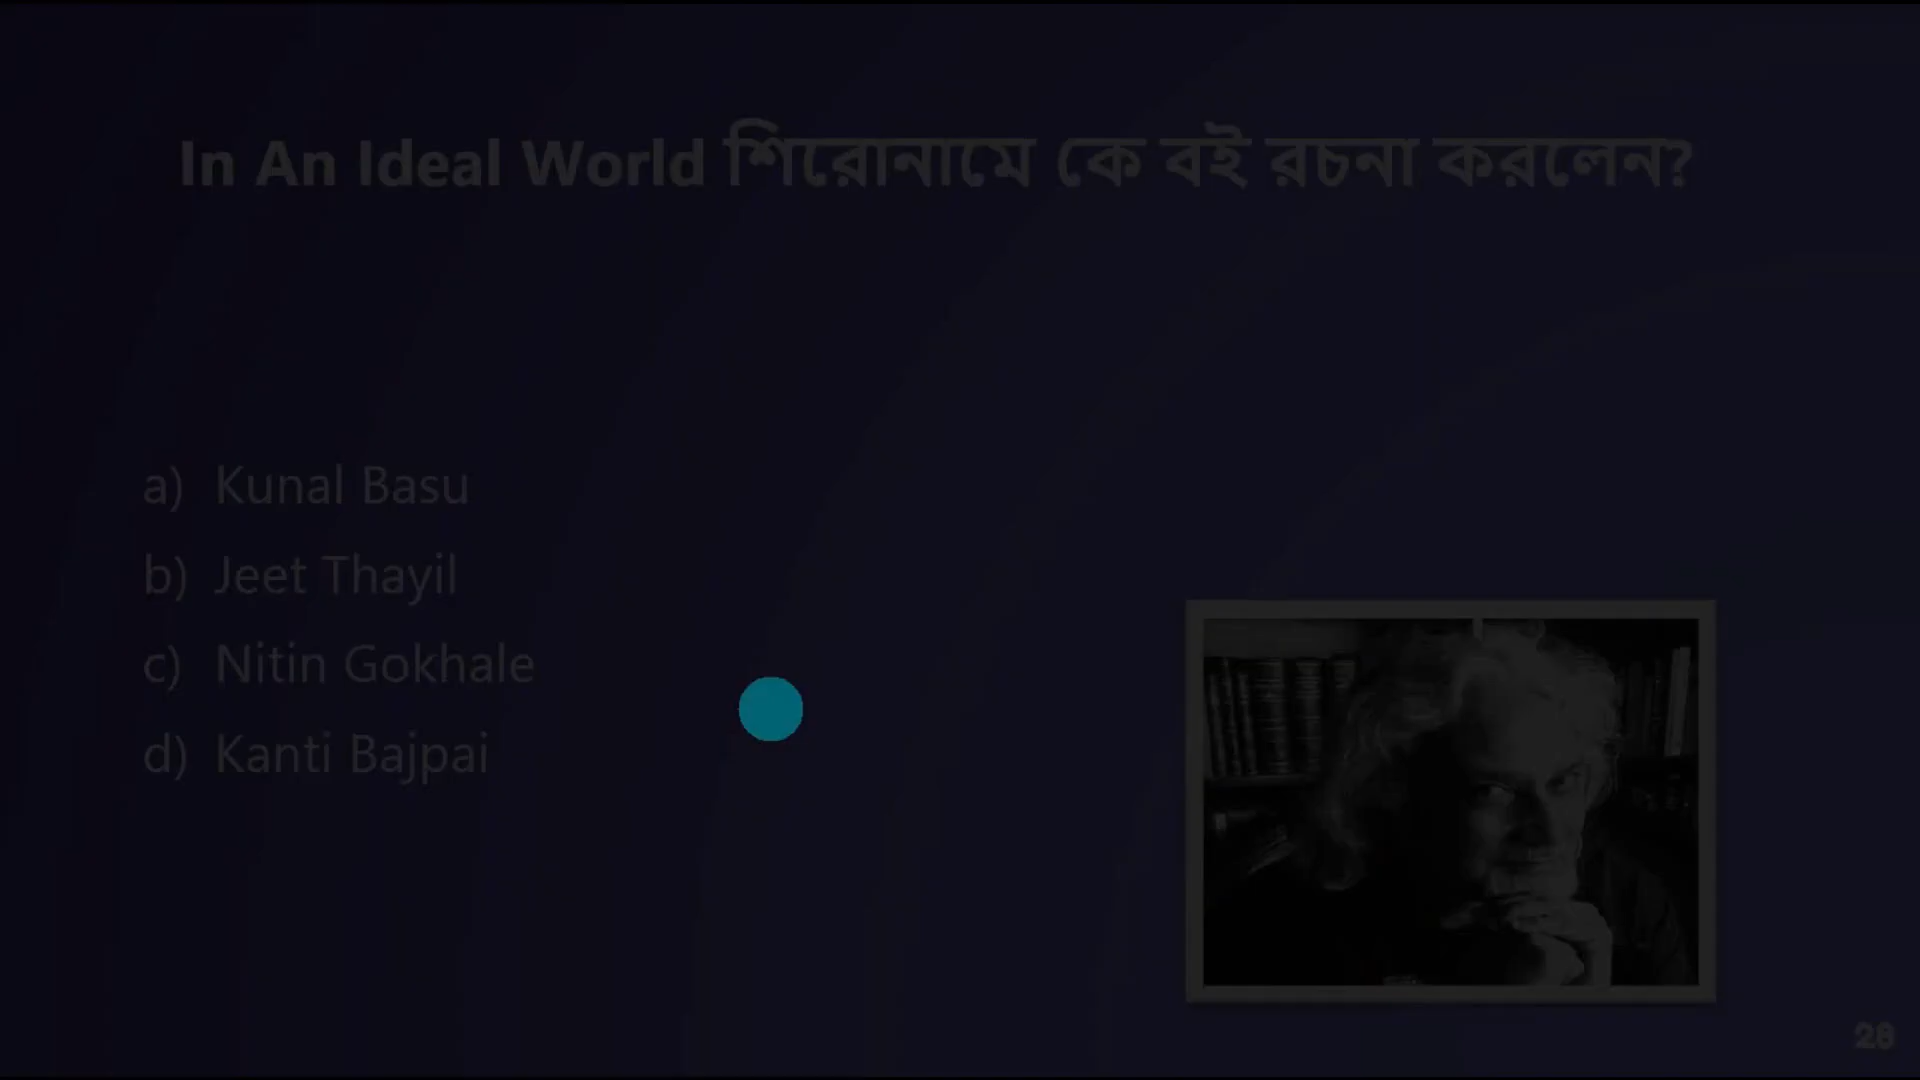 In An Ideal World শিরোনামে কে বই রচনা করলেন?
a) Kunal Basu
b) Jeet Thayil
c) Nitin Gokhale
d) Kanti Bajpai
28